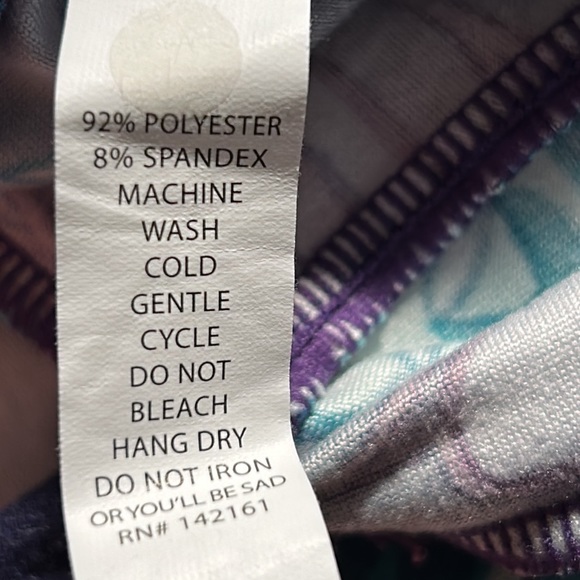 92% POLYESTER
8% SPANDEX
MACHINE
WASH
COLD
GENTLE
CYCLE
DO NOT
BLEACH
HANG DRY
DO NOT IRON
OR YOU'LL BE SAD
RN# 142161